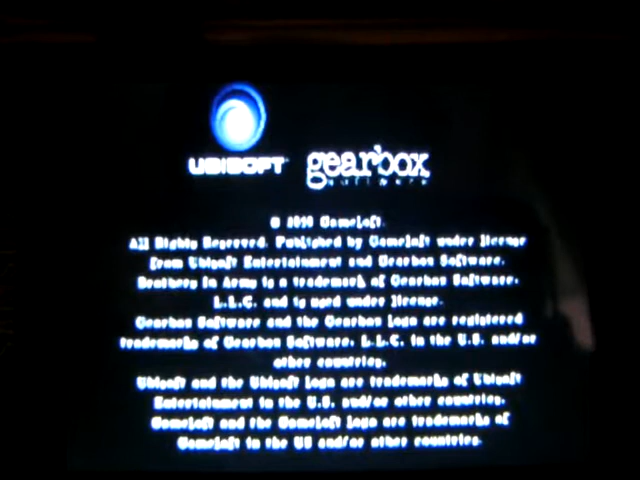 UBISOFT
gearbox
software
© 2010 Gameloft.
All Rights Reserved. Published by Gameloft under license
from Ubisoft Entertainment and Gearbox Software.
Brothers in Arms is a trademark of Gearbox Software,
L.L.C. and is used under license.
Gearbox Software and the Gearbox logo are registered
trademarks of Gearbox Software, L.L.C. in the U.S. and/or
other countries.
Ubisoft and the Ubisoft logo are trademarks of Ubisoft
Entertainment in the U.S. and/or other countries.
Gameloft and the Gameloft logo are trademarks of
Gameloft in the US and/or other countries.